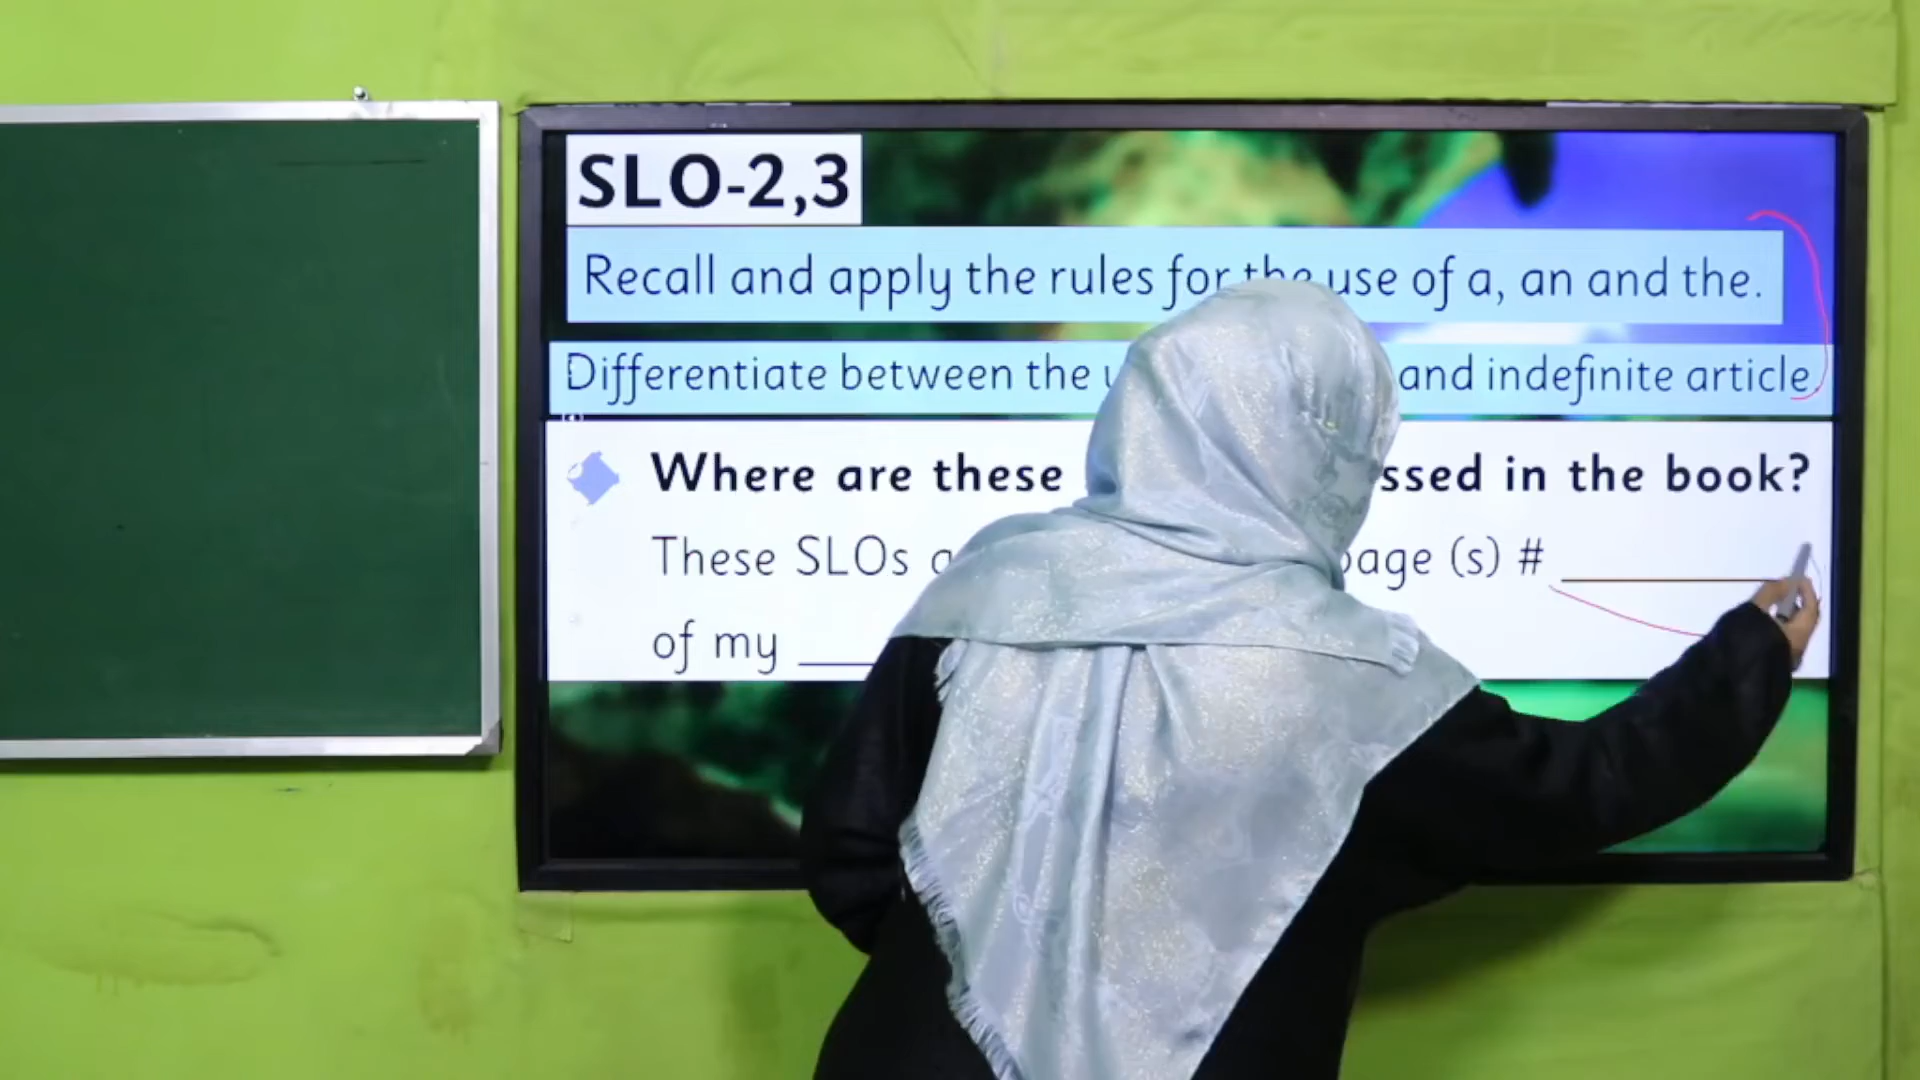 SLO-2,3
Recall and apply the rules for the use of a, an and the.
Differentiate between the and indefinite article.
Where are these in the book?
These SLOs page (s) #
of my